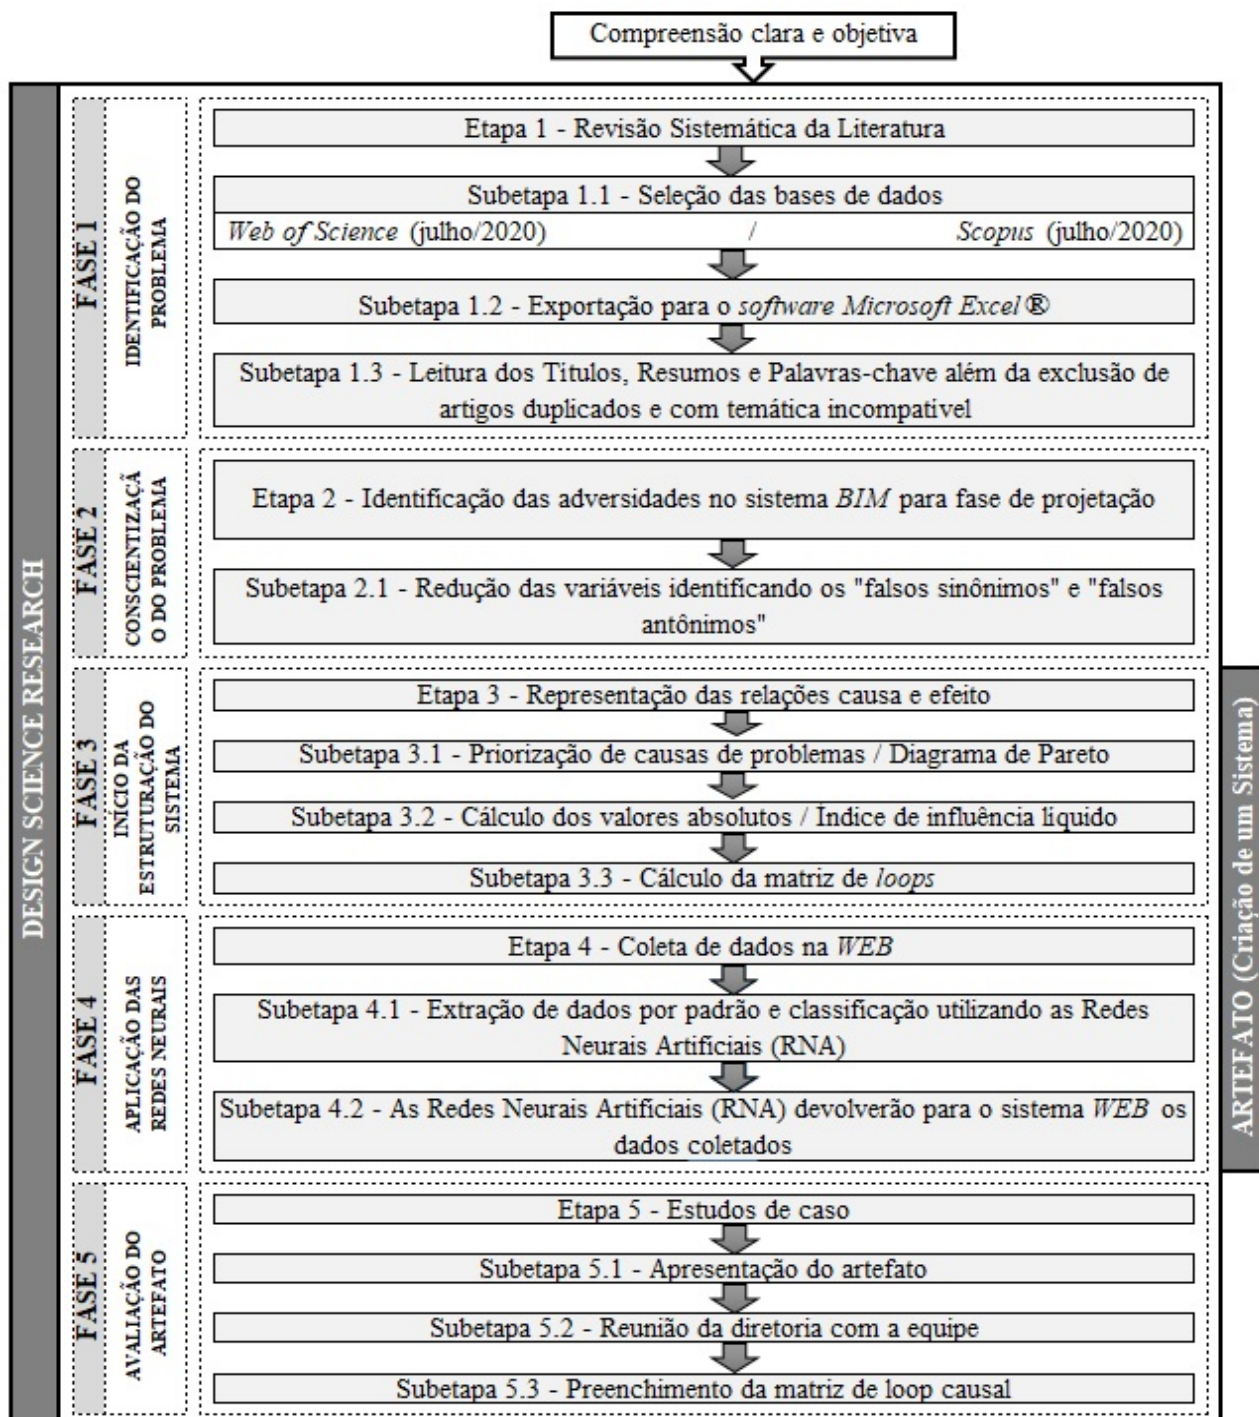 Compreensão clara e objetiva
DESIGN SCIENCE RESEARCH
FASE 1
IDENTIFICAÇÃO DO
PROBLEMA
Etapa 1 - Revisão Sistemática da Literatura
Subetapa 1.1 - Seleção das bases de dados
Web of Science (julho/2020) / Scopus (julho/2020)
Subetapa 1.2 - Exportação para o software Microsoft Excel®
Subetapa 1.3 - Leitura dos Títulos, Resumos e Palavras-chave além da exclusão de
artigos duplicados e com temática incompatível
FASE 2
CONSCIENTIZAÇÃ
O DO PROBLEMA
Etapa 2 - Identificação das adversidades no sistema BIM para fase de projetação
Subetapa 2.1 - Redução das variáveis identificando os "falsos sinônimos" e "falsos
antônimos"
FASE 3
INÍCIO DA
ESTRUTURAÇÃO DO
SISTEMA
Etapa 3 - Representação das relações causa e efeito
Subetapa 3.1 - Priorização de causas de problemas / Diagrama de Pareto
Subetapa 3.2 - Cálculo dos valores absolutos / Índice de influência líquido
Subetapa 3.3 - Cálculo da matriz de loops
FASE 4
APLICAÇÃO DAS
REDES NEURAIS
Etapa 4 - Coleta de dados na WEB
Subetapa 4.1 - Extração de dados por padrão e classificação utilizando as Redes
Neurais Artificiais (RNA)
Subetapa 4.2 - As Redes Neurais Artificiais (RNA) devolverão para o sistema WEB os
dados coletados
ARTEFATO (Criação de um Sistema)
FASE 5
AVALIAÇÃO DO
ARTEFATO
Etapa 5 - Estudos de caso
Subetapa 5.1 - Apresentação do artefato
Subetapa 5.2 - Reunião da diretoria com a equipe
Subetapa 5.3 - Preenchimento da matriz de loop causal